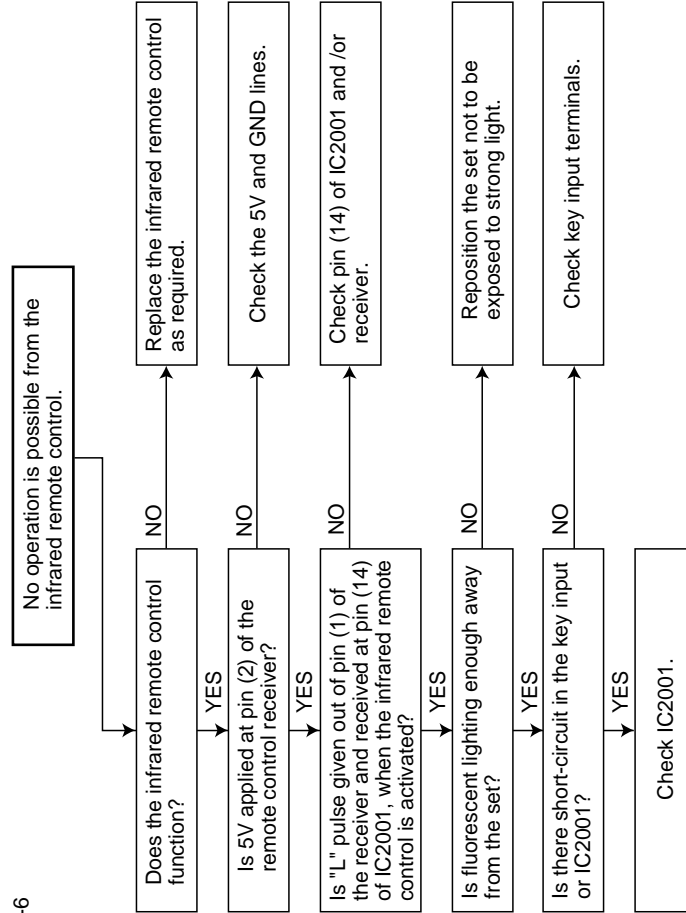 -6
No operation is possible from the
infrared remote control.
Does the infrared remote control
function?
NO
Replace the infrared remote control
as required.
YES
Is 5V applied at pin (2) of the
remote control receiver?
NO
Check the 5V and GND lines.
YES
Is "L" pulse given out of pin (1) of
the receiver and received at pin (14)
of IC2001, when the infrared remote
control is activated?
NO
Check pin (14) of IC2001 and /or
receiver.
YES
Is fluorescent lighting enough away
from the set?
NO
Reposition the set not to be
exposed to strong light.
YES
Is there short-circuit in the key input
or IC2001?
NO
Check key input terminals.
YES
Check IC2001.